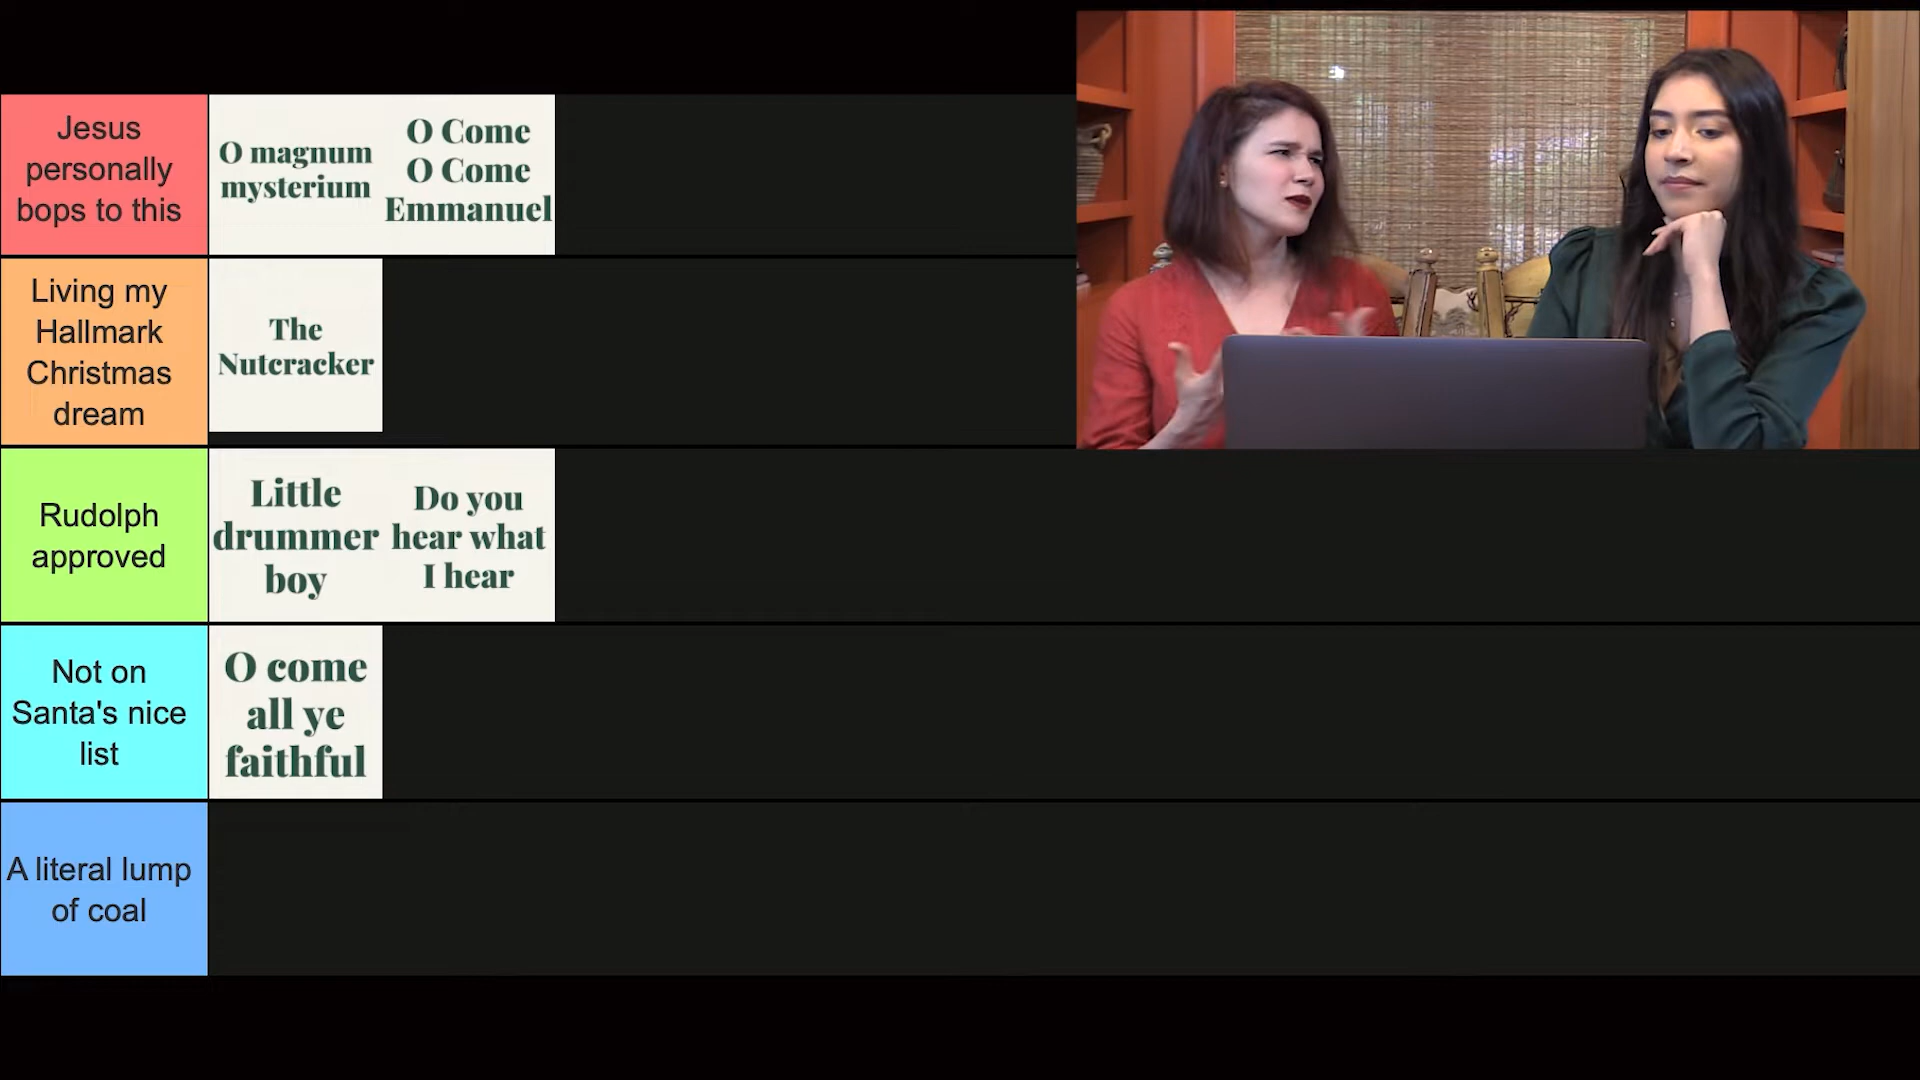 Jesus
personally
bops to this
O magnum
mysterium
O Come
O Come
Emmanuel
Living my
Hallmark
Christmas
dream
The
Nutcracker
Rudolph
approved
Little
drummer
boy
Do you
hear what
I hear
Not on
Santa's nice
list
O come
all ye
faithful
A literal lump
of coal